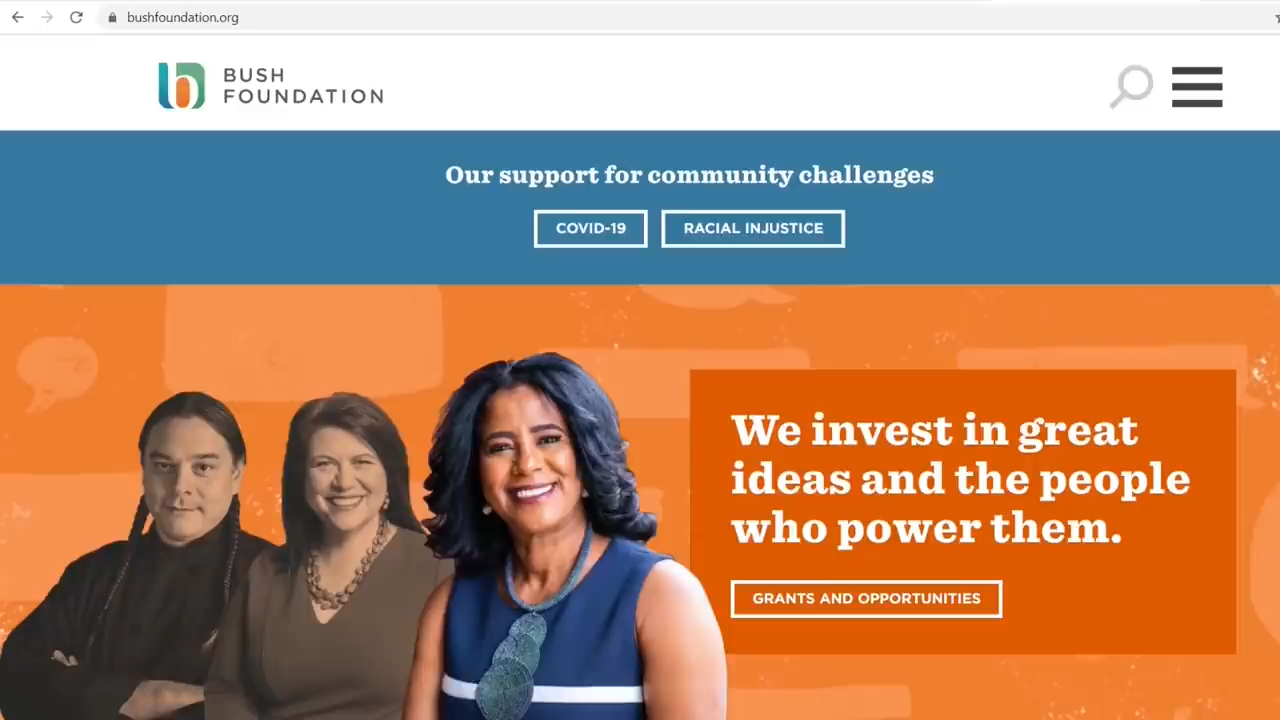 bushfoundation.org
BUSH
FOUNDATION
Our support for community challenges
COVID-19
RACIAL INJUSTICE
We invest in great
ideas and the people
who power them.
GRANTS AND OPPORTUNITIES